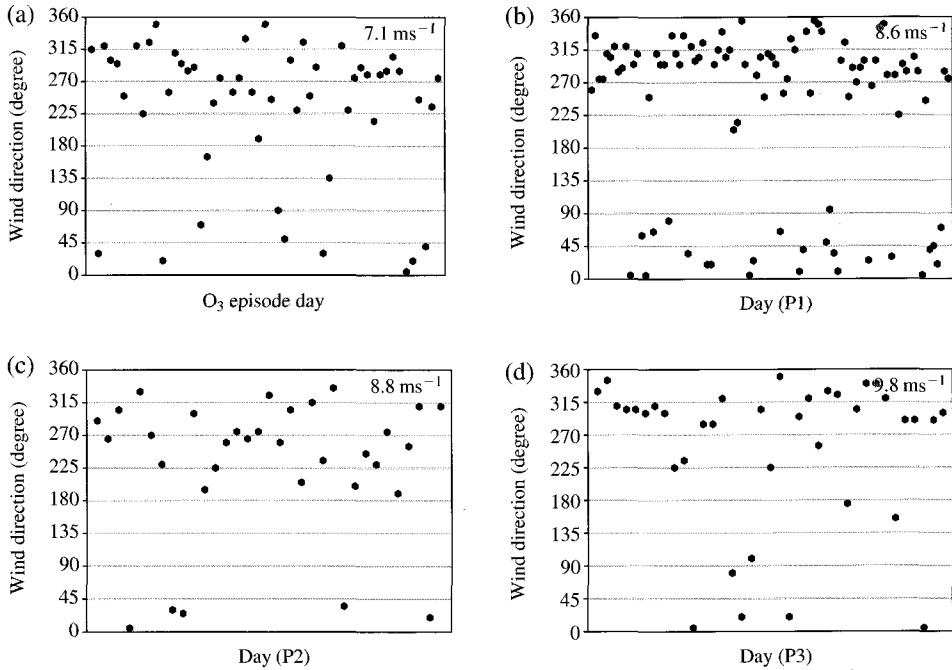 (a)
7.1 ms⁻¹
Wind direction (degree)
360
315
270
225
180
135
90
45
0
O₃ episode day
(b)
8.6 ms⁻¹
Wind direction (degree)
360
315
270
225
180
135
90
45
0
Day (P1)
(c)
8.8 ms⁻¹
Wind direction (degree)
360
315
270
225
180
135
90
45
0
Day (P2)
(d)
9.8 ms⁻¹
Wind direction (degree)
360
315
270
225
180
135
90
45
0
Day (P3)